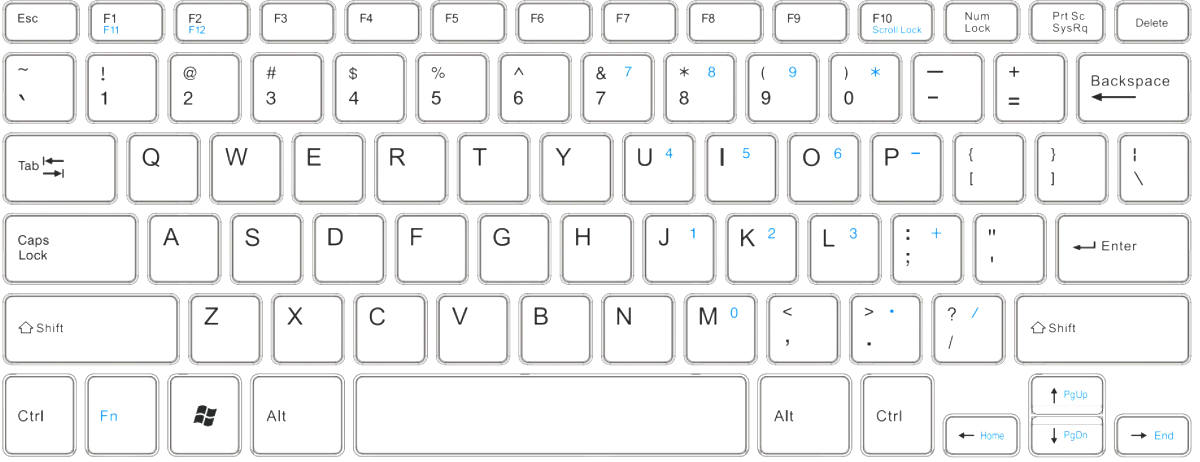 Esc F1 F2 F3 F4 F5 F6 F7 F8 F9 F10 Num Prt Sc Delete
F11 F12 Scroll Lock Lock SysRq
~ ! @ # $ % ^ & 7 * 8 ( 9 ) * — + Backspace
` 1 2 3 4 5 6 7 8 9 0 - = ←
Tab Q W E R T Y U 4 I 5 O 6 P − { } ¦
[ ] \
Caps A S D F G H J 1 K 2 L 3 : + " Enter
Lock ; '
Shift Z X C V B N M 0 < > • ? / Shift
, . /
Ctrl Fn Alt Alt Ctrl ↑ PgUp
← Home ↓ PgDn → End